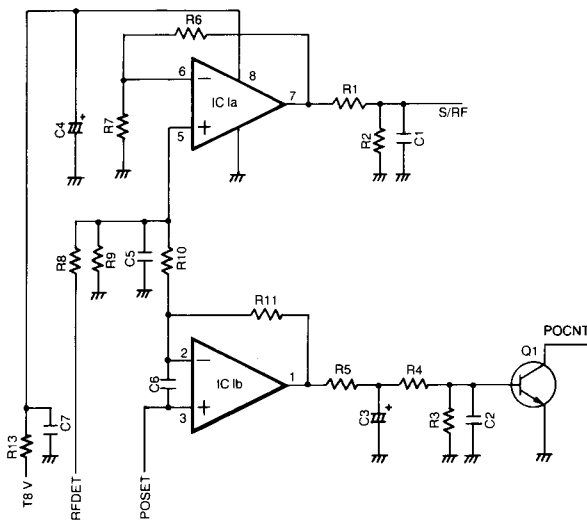 R6
8
6
−
7
R1
IC Ia
S/RF
C4
+
R7
+
5
R2
C1
R8
R9
C5
R10
R11
POCNT
Q1
2
−
1
R5
R4
C6
IC Ib
+
3
C3
+
R3
C2
R13
C7
T8 V
RFDET
POSET